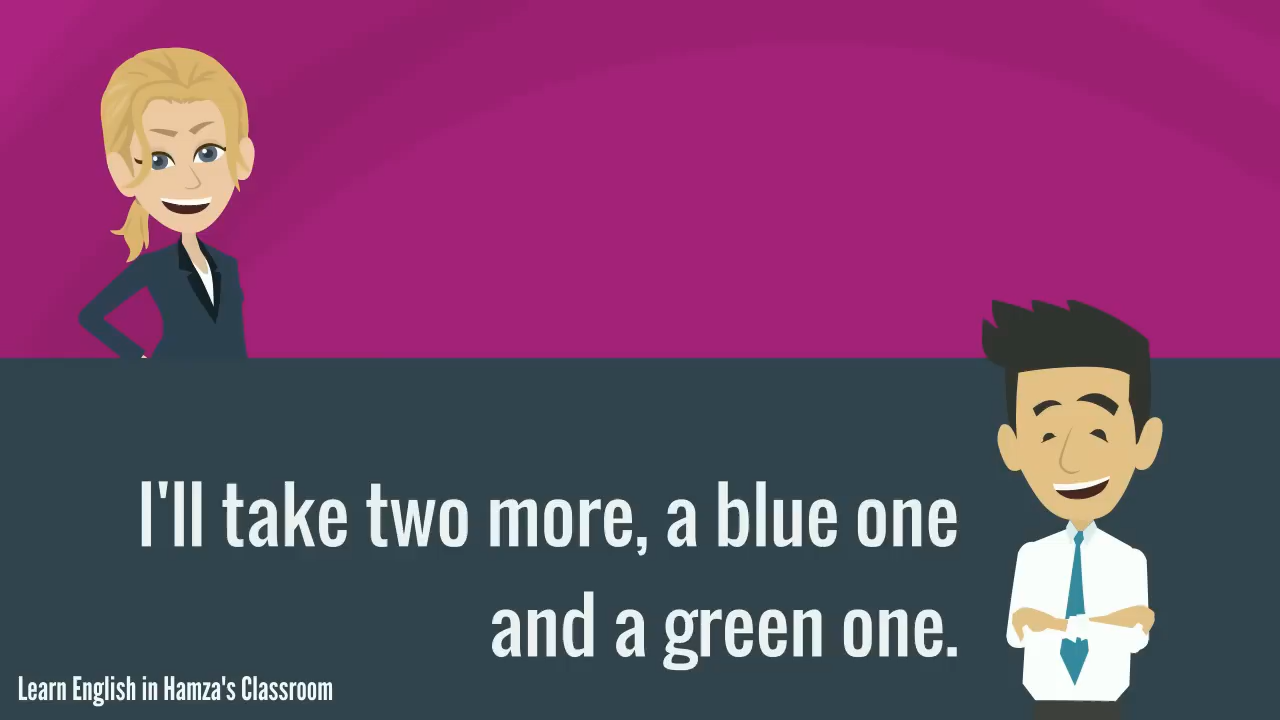 I'll take two more, a blue one
and a green one.
Learn English in Hamza's Classroom